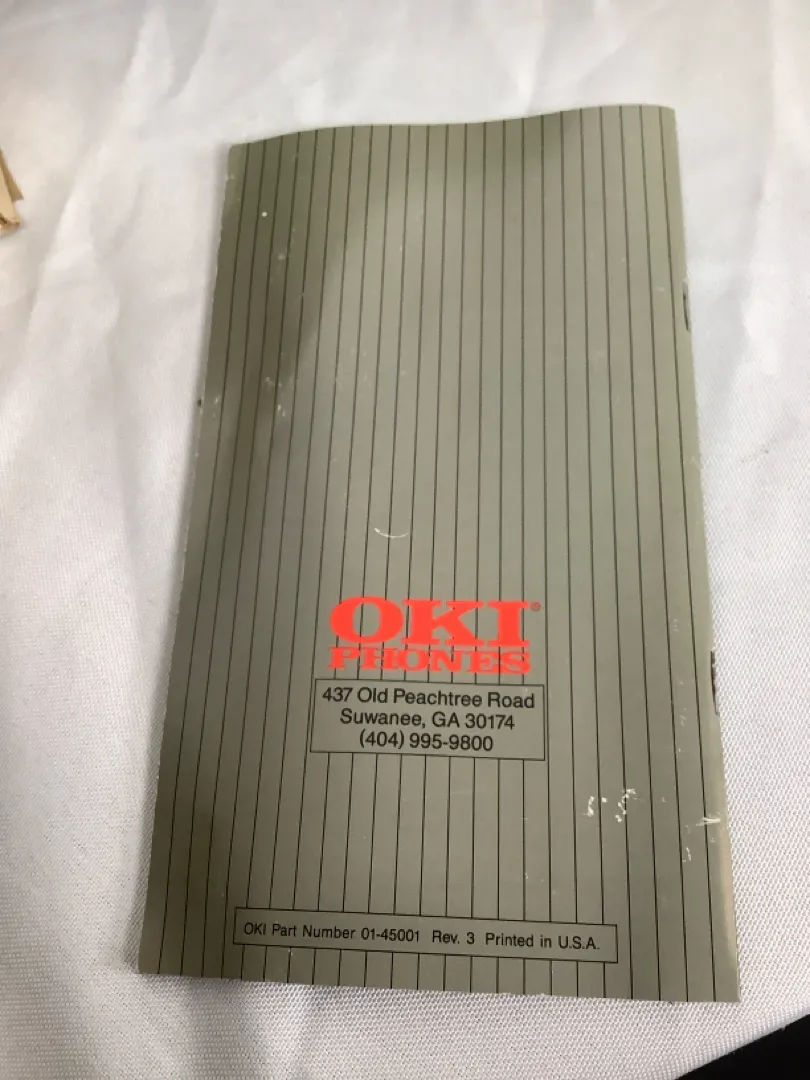 OKI®
PHONES
437 Old Peachtree Road
Suwanee, GA 30174
(404) 995-9800
OKI Part Number 01-45001 Rev. 3 Printed in U.S.A.